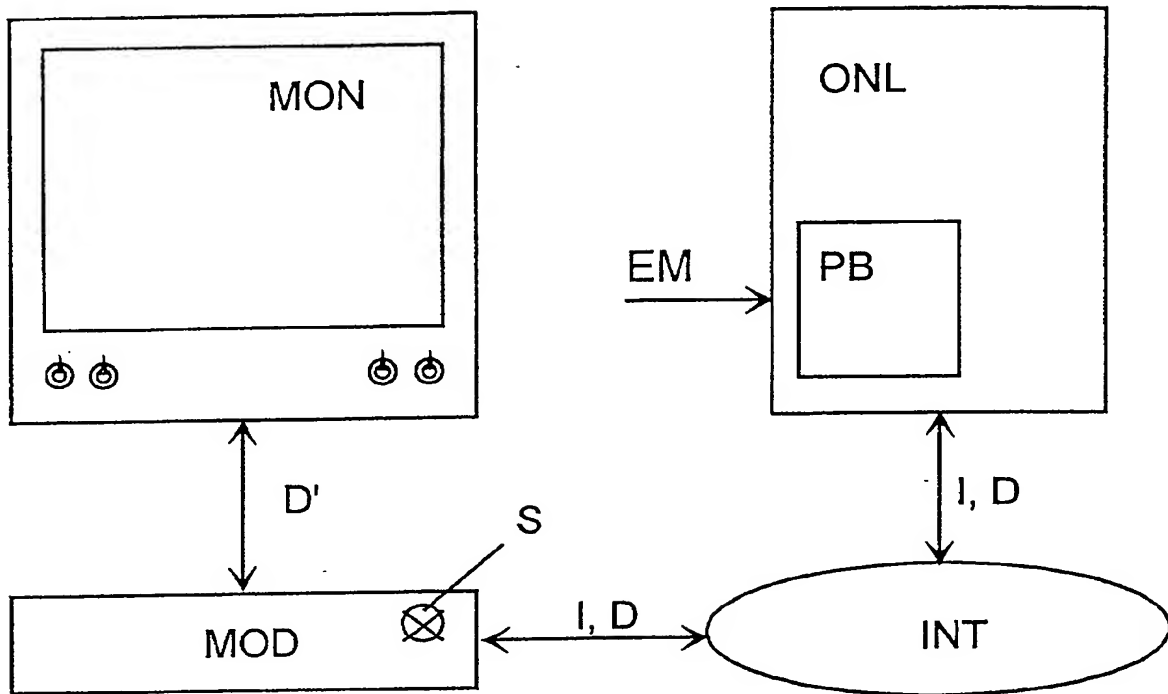 MON
ONL
EM
PB
D'
S
I, D
MOD
I, D
INT